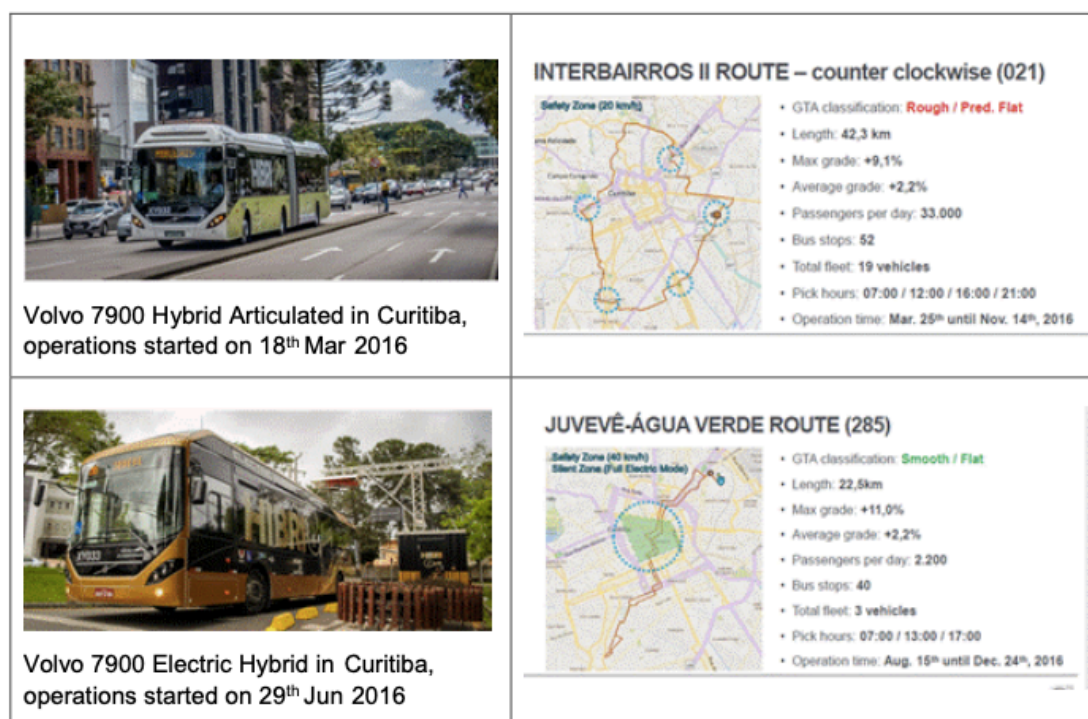 Volvo 7900 Hybrid Articulated in Curitiba,
operations started on 18th Mar 2016
INTERBAIRROS II ROUTE – counter clockwise (021)
Safety Zone (20 km/h)
• GTA classification: Rough / Pred. Flat
• Length: 42,3 km
• Max grade: +9,1%
• Average grade: +2,2%
• Passengers per day: 33.000
• Bus stops: 52
• Total fleet: 19 vehicles
• Pick hours: 07:00 / 12:00 / 16:00 / 21:00
• Operation time: Mar. 25th until Nov. 14th, 2016
Volvo 7900 Electric Hybrid in Curitiba,
operations started on 29th Jun 2016
JUVEVÊ-ÁGUA VERDE ROUTE (285)
Safety Zone (40 km/h)
Silent Zone (Full Electric Mode)
• GTA classification: Smooth / Flat
• Length: 22,5km
• Max grade: +11,0%
• Average grade: +2,2%
• Passengers per day: 2.200
• Bus stops: 40
• Total fleet: 3 vehicles
• Pick hours: 07:00 / 13:00 / 17:00
• Operation time: Aug. 15th until Dec. 24th, 2016